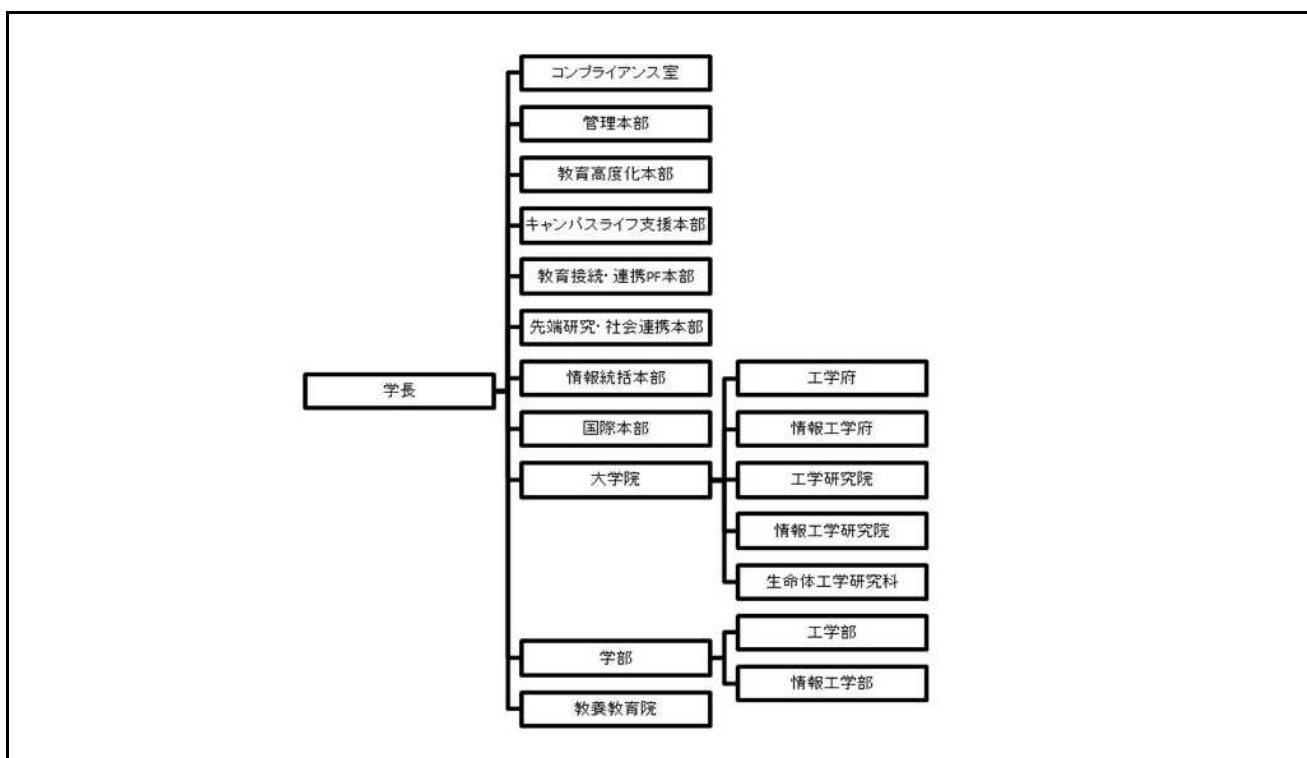 コンプライアンス室
管理本部
教育高度化本部
キャンパスライフ支援本部
教育接続・連携PF本部
先端研究・社会連携本部
学長
情報統括本部
工学府
国際本部
情報工学府
大学院
工学研究院
情報工学研究院
生命体工学研究科
学部
工学部
情報工学部
教養教育院